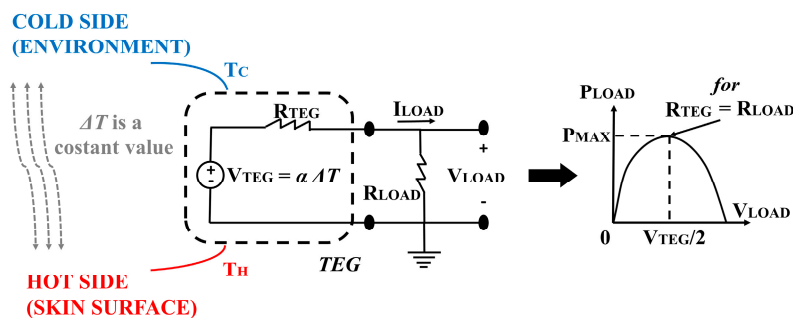 COLD SIDE
(ENVIRONMENT)
TC
ΔT is a
costant value
RTEG
ILOAD
+
-
VTEG = α ΔT
RLOAD
+
VLOAD
-
TH
TEG
HOT SIDE
(SKIN SURFACE)
PLOAD
for
RTEG = RLOAD
PMAX
VLOAD
0
VTEG/2